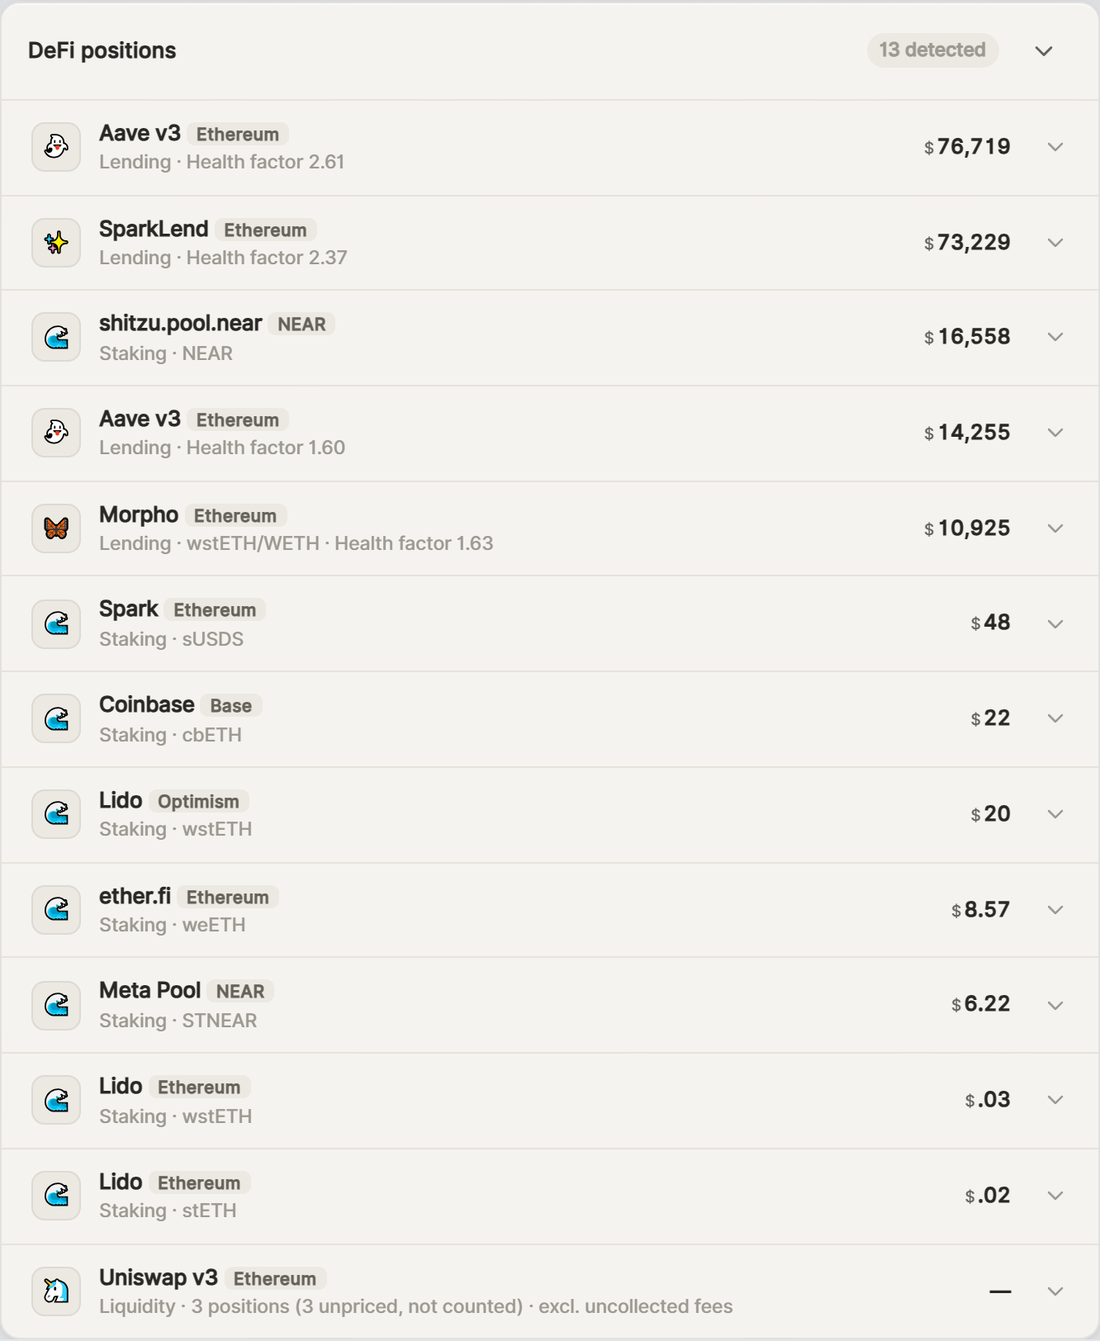 DeFi positions 13 detected
Aave v3 Ethereum
Lending · Health factor 2.61
$76,719
SparkLend Ethereum
Lending · Health factor 2.37
$73,229
shitzu.pool.near NEAR
Staking · NEAR
$16,558
Aave v3 Ethereum
Lending · Health factor 1.60
$14,255
Morpho Ethereum
Lending · wstETH/WETH · Health factor 1.63
$10,925
Spark Ethereum
Staking · sUSDS
$48
Coinbase Base
Staking · cbETH
$22
Lido Optimism
Staking · wstETH
$20
ether.fi Ethereum
Staking · weETH
$8.57
Meta Pool NEAR
Staking · STNEAR
$6.22
Lido Ethereum
Staking · wstETH
$.03
Lido Ethereum
Staking · stETH
$.02
Uniswap v3 Ethereum
Liquidity · 3 positions (3 unpriced, not counted) · excl. uncollected fees
—